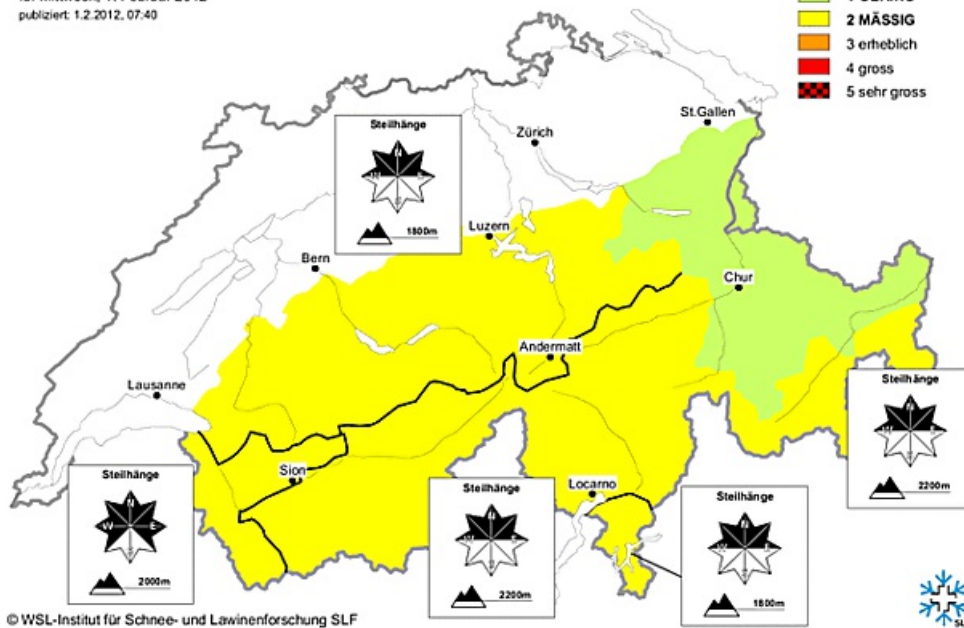 publiziert: 1.2.2012, 07:40
2 MÄSSIG
3 erheblich
4 gross
5 sehr gross
St.Gallen
Steilhänge
N
W E
S
1800m
Zürich
Luzern
Bern
Chur
Andermatt
Lausanne
Steilhänge
N
W E
S
2200m
Sion
Locarno
Steilhänge
N
W E
S
2000m
Steilhänge
N
W E
S
2200m
Steilhänge
N
W E
S
1800m
© WSL-Institut für Schnee- und Lawinenforschung SLF
SLF